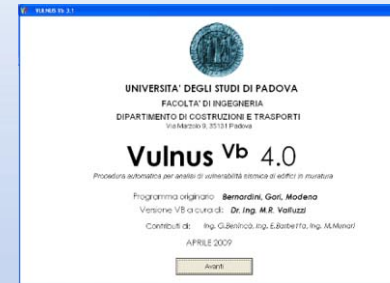 VULNUS Vb 3.1
UNIVERSITA' DEGLI STUDI DI PADOVA
FACOLTA' DI INGEGNERIA
DIPARTIMENTO DI COSTRUZIONI E TRASPORTI
Via Marzolo 9, 35131 Padova
Vulnus Vb 4.0
Procedura automatica per analisi di vulnerabilità sismica di edifici in muratura
Programma originario Bernardini, Gori, Modena
Versione VB a cura di: Dr. Ing. M.R. Valluzzi
Contributi di: Ing. G.Benincà, Ing. E.Barbetta, Ing. M.Munari
APRILE 2009
Avanti